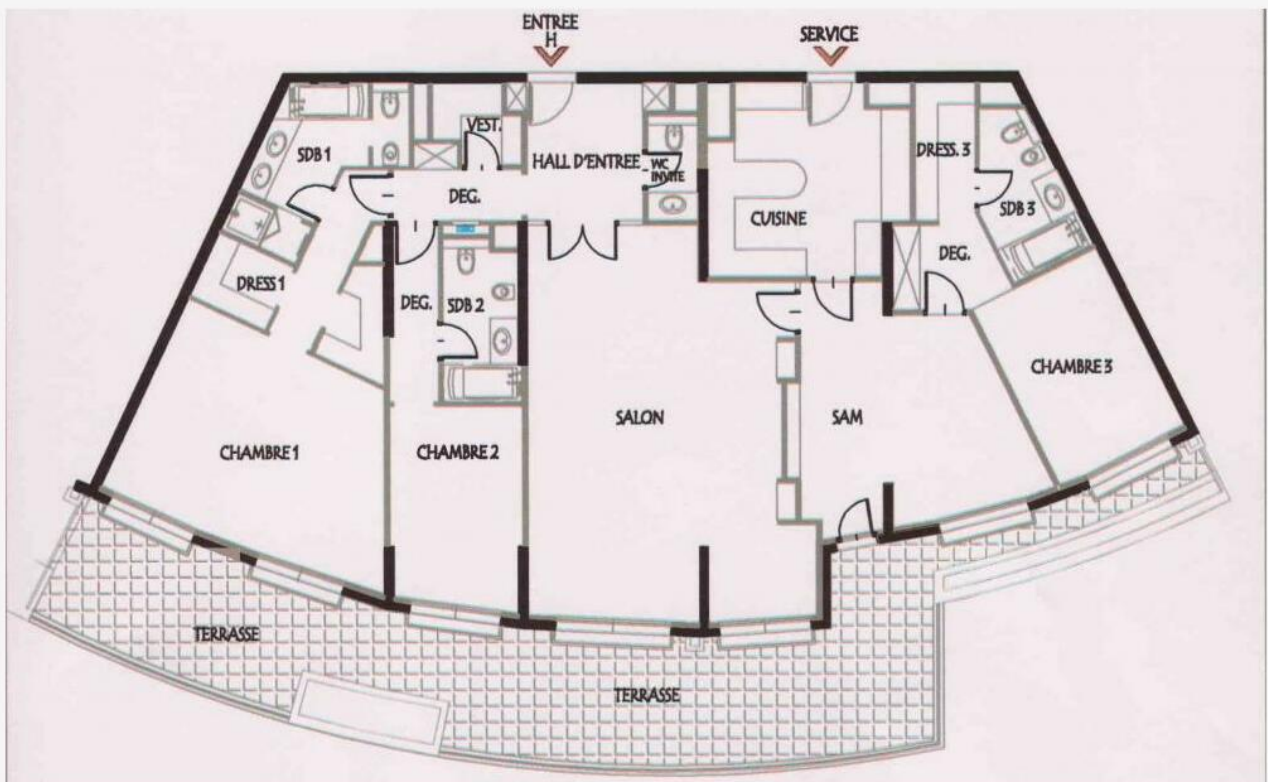 ENTREE
H
SERVICE
SDB 1
VEST.
HALL D'ENTREE
WC
INVITE
DRESS. 3
SDB 3
DEG.
CUISINE
DRESS 1
DEG.
SDB 2
DEG.
CHAMBRE 3
SALON
SAM
CHAMBRE 1
CHAMBRE 2
TERRASSE
TERRASSE